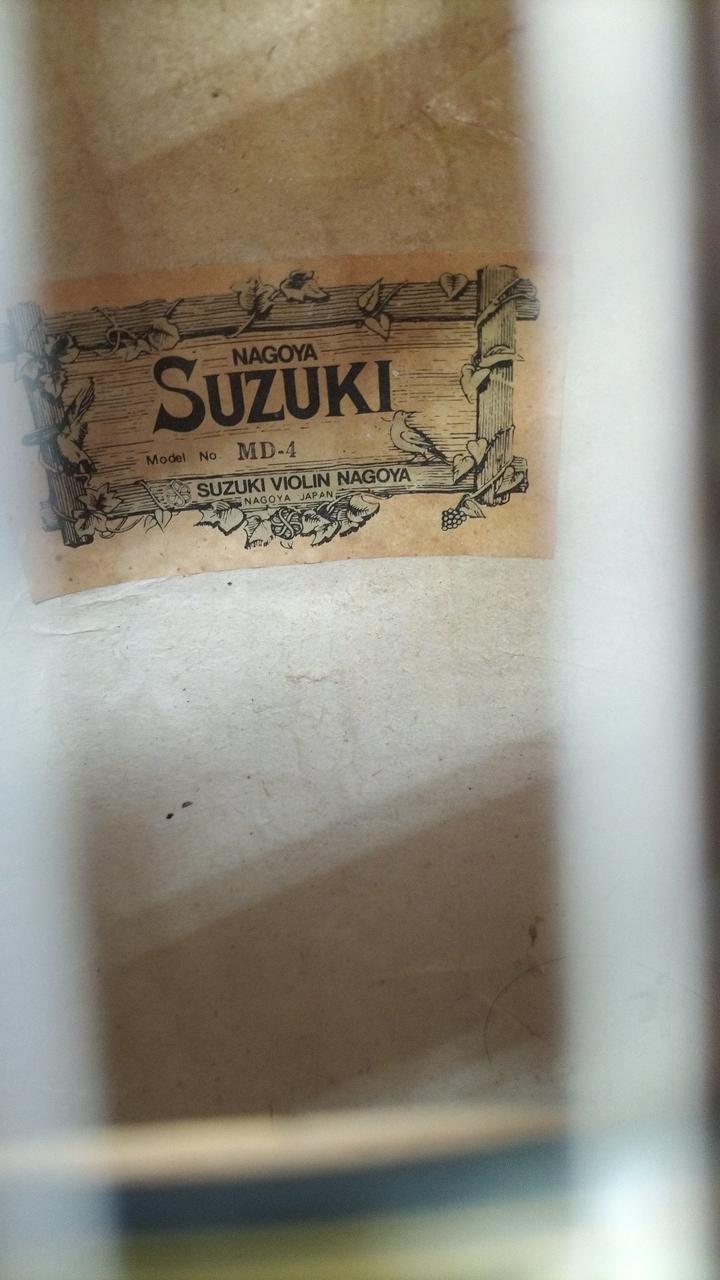 NAGOYA
SUZUKI
Model No. MD-4
SUZUKI VIOLIN NAGOYA
NAGOYA JAPAN